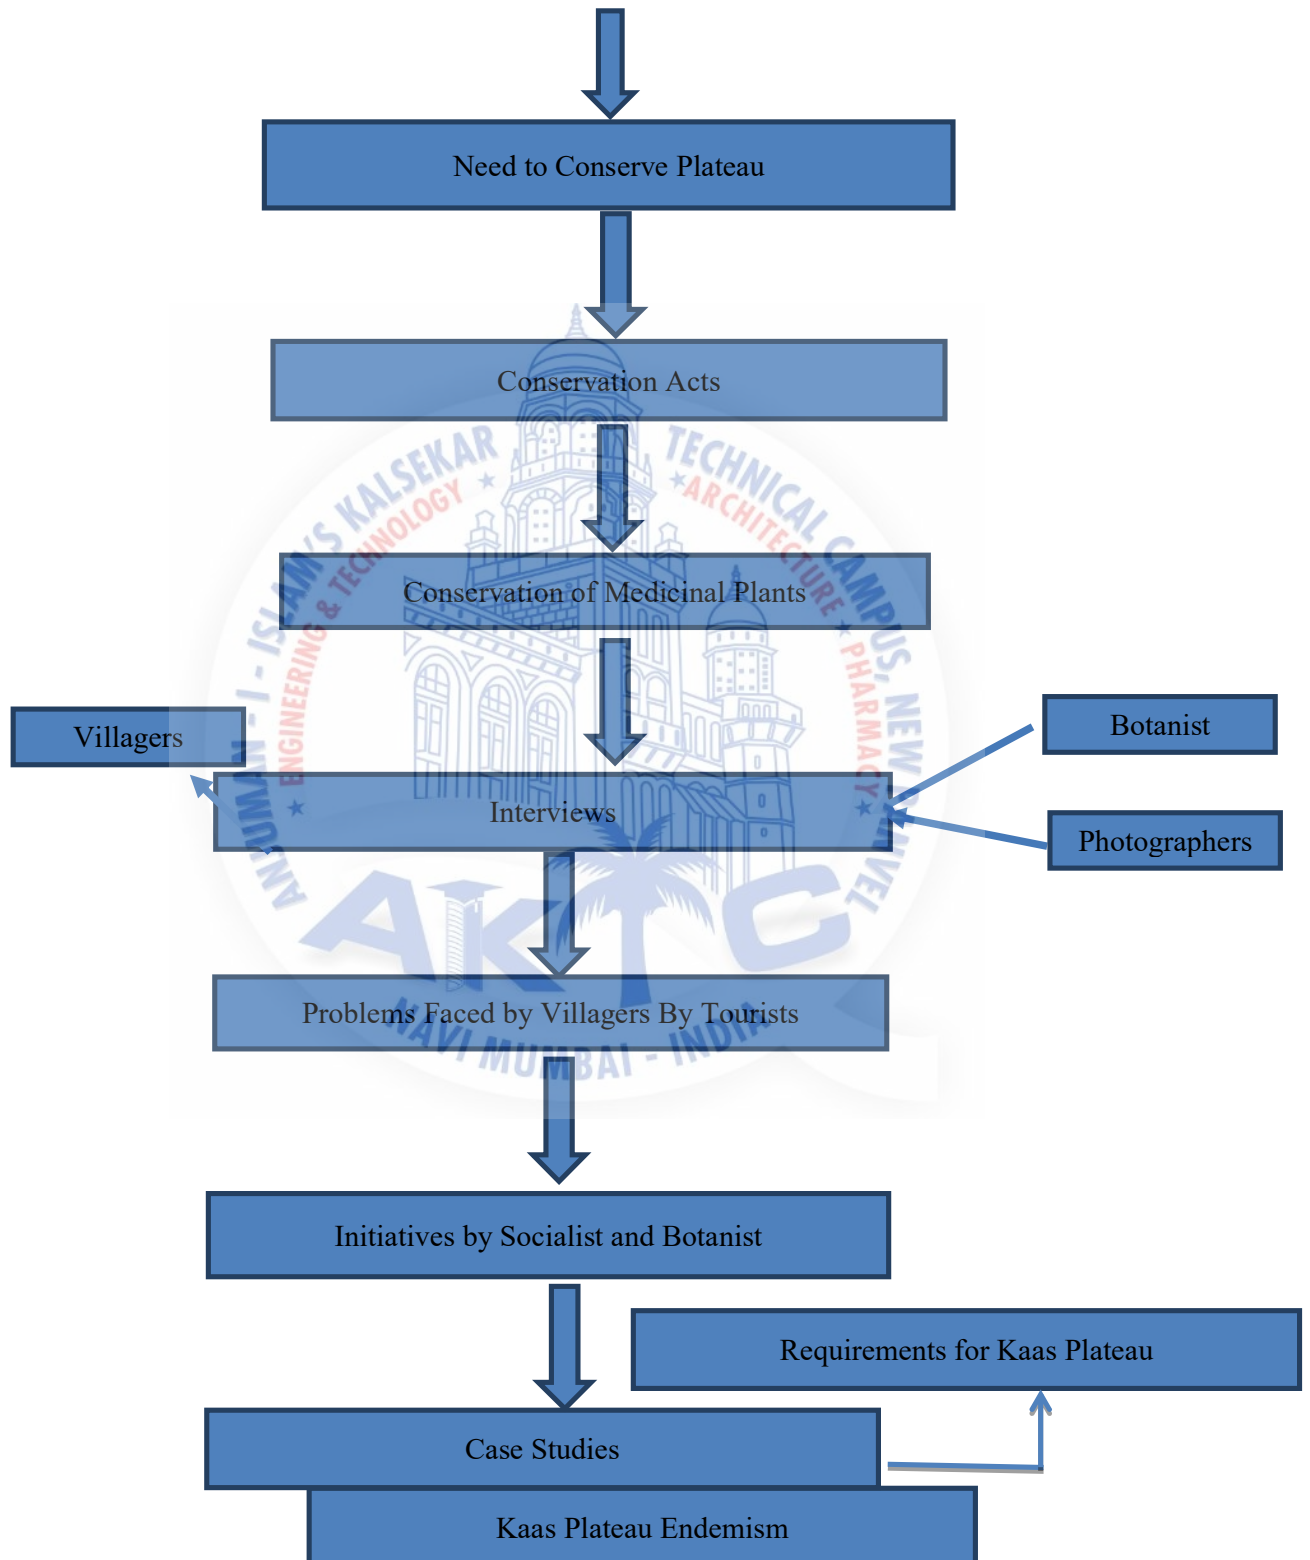 Need to Conserve Plateau
Conservation Acts
ANJUMAN - I - ISLAM'S KALSEKAR TECHNICAL CAMPUS, NEW PANVEL
ENGINEERING & TECHNOLOGY ★ ★ ARCHITECTURE ★ PHARMACY ★
Conservation of Medicinal Plants
Villagers
Botanist
Interviews
Photographers
AKTC
Problems Faced by Villagers By Tourists
NAVI MUMBAI - INDIA
Initiatives by Socialist and Botanist
Requirements for Kaas Plateau
Case Studies
Kaas Plateau Endemism